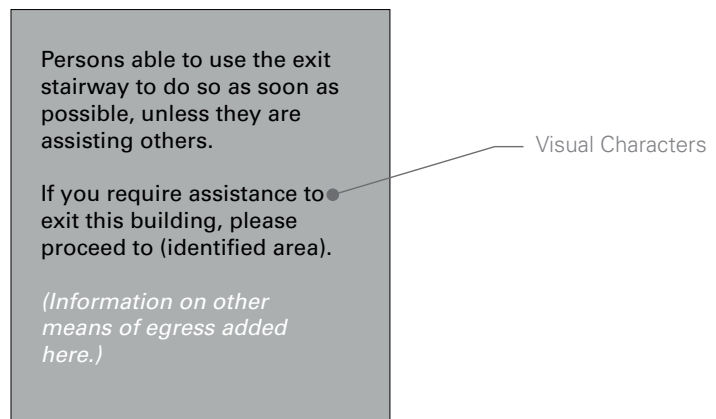 Persons able to use the exit
stairway to do so as soon as
possible, unless they are
assisting others.
If you require assistance to
exit this building, please
proceed to (identified area).
(Information on other
means of egress added
here.)
Visual Characters